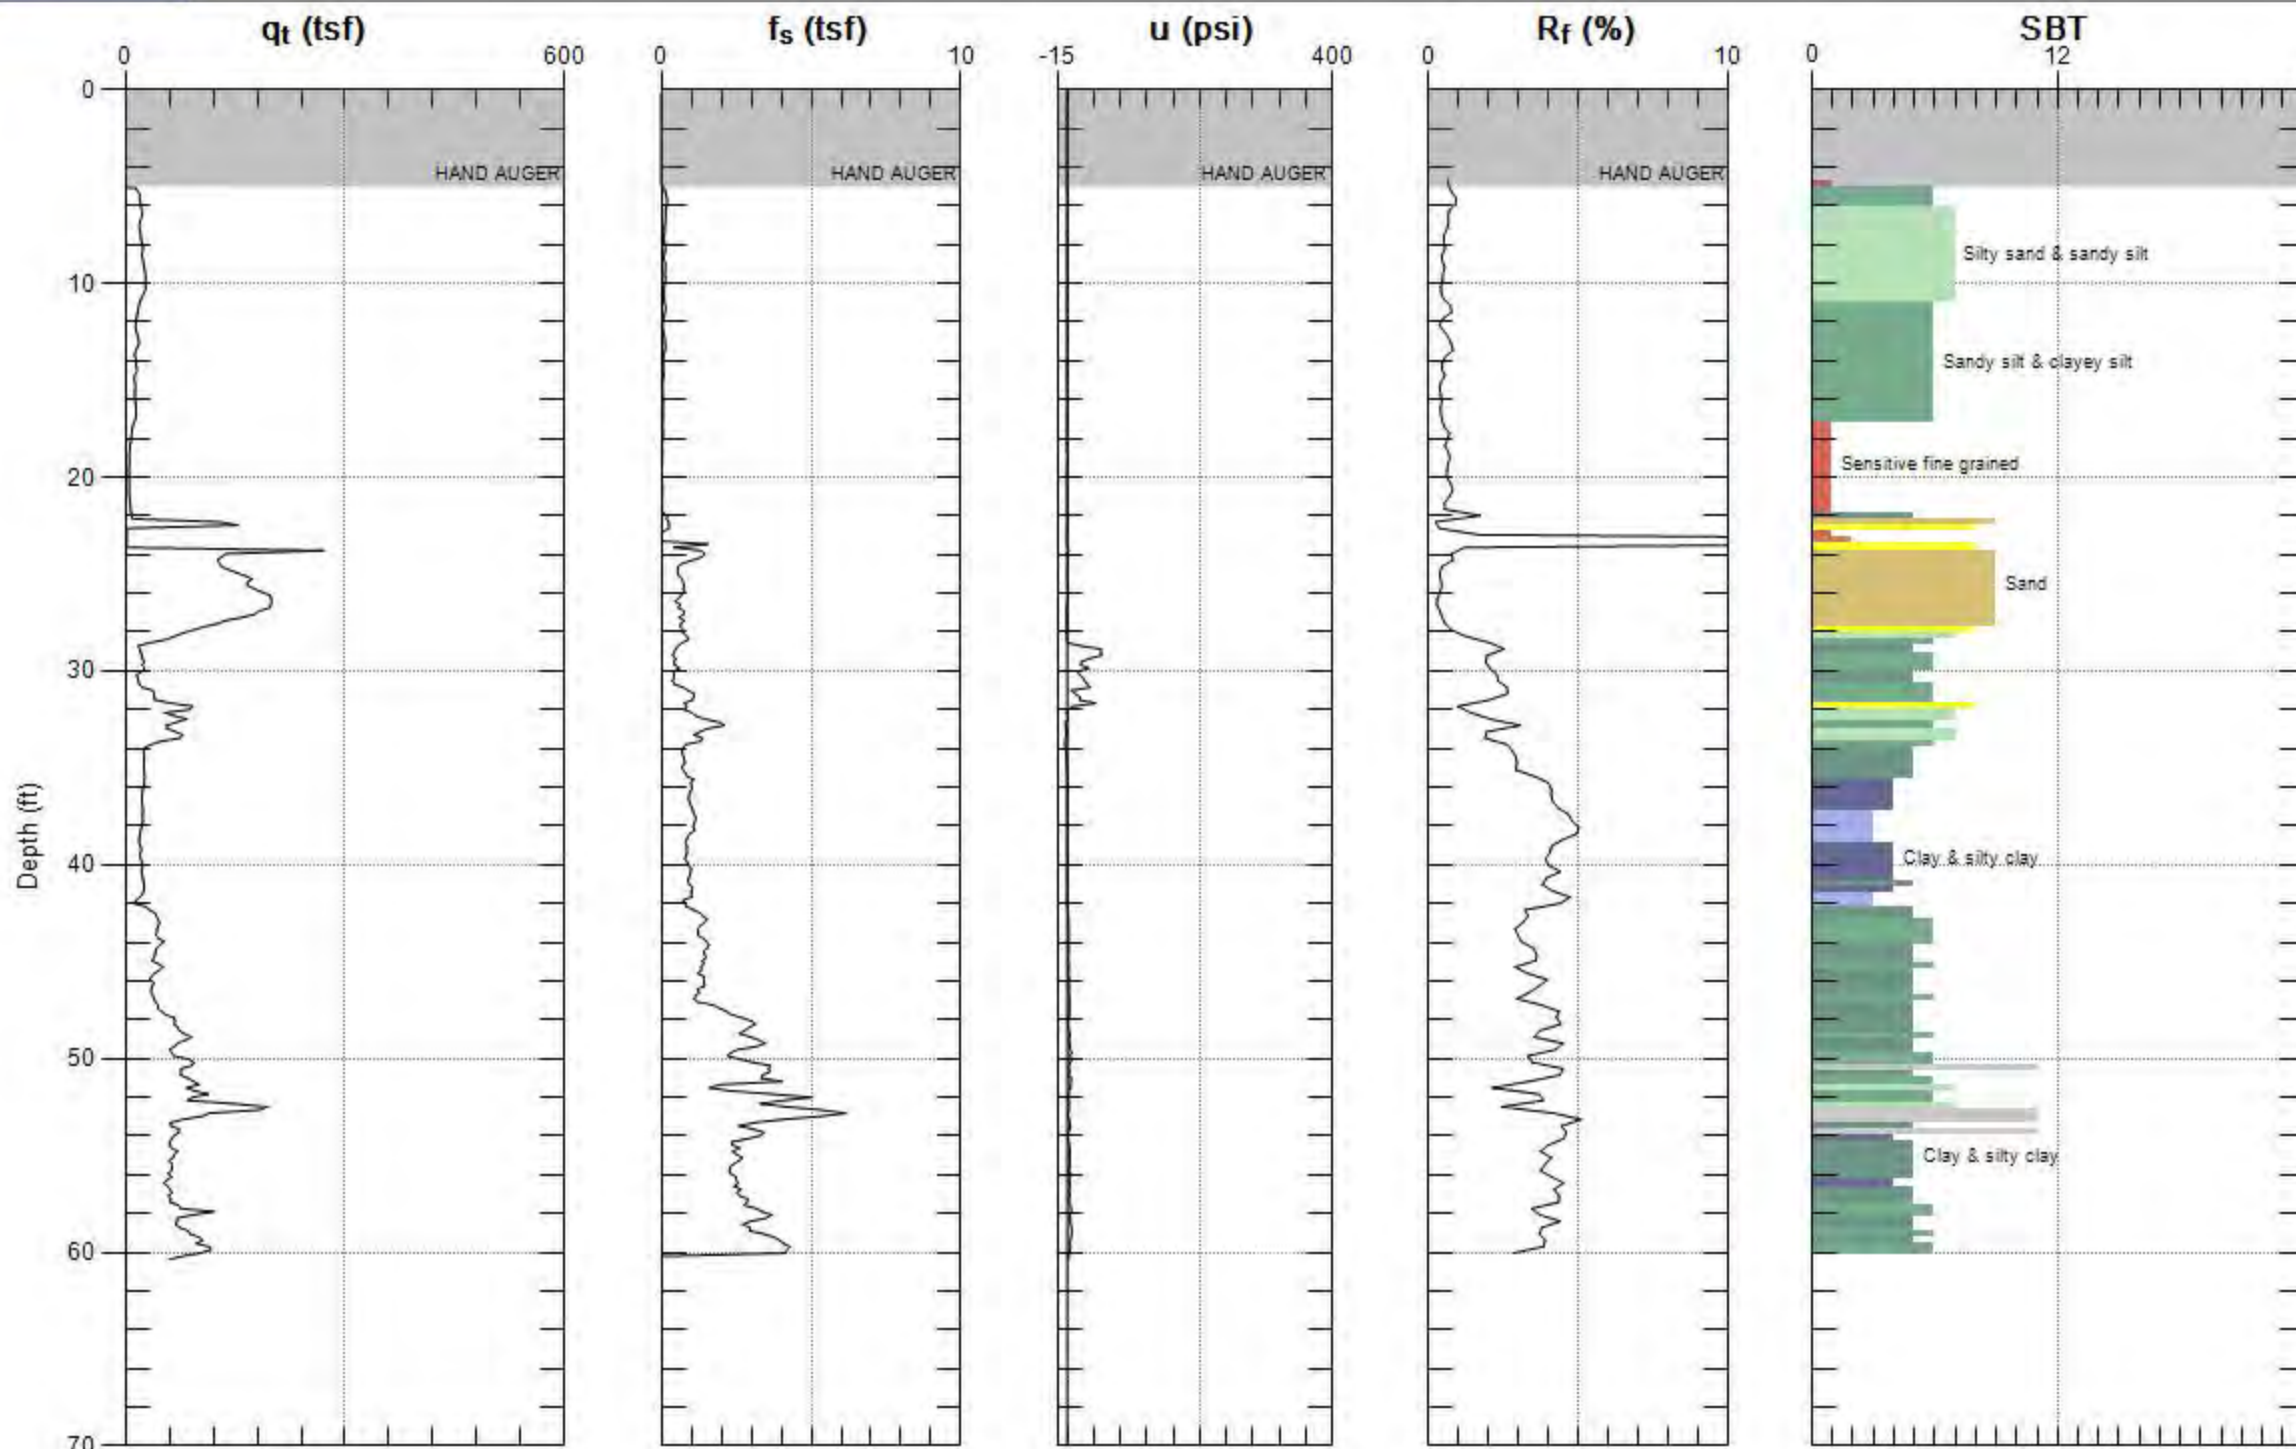 qt (tsf)
fs (tsf)
u (psi)
Rf (%)
SBT
0
600
0
10
-15
400
0
10
0
12
0
HAND AUGER
HAND AUGER
HAND AUGER
HAND AUGER
Silty sand & sandy silt
10
Sandy silt & clayey silt
Sensitive fine grained
20
Sand
30
Depth (ft)
Clay & silty clay
40
50
Clay & silty clay
60
70